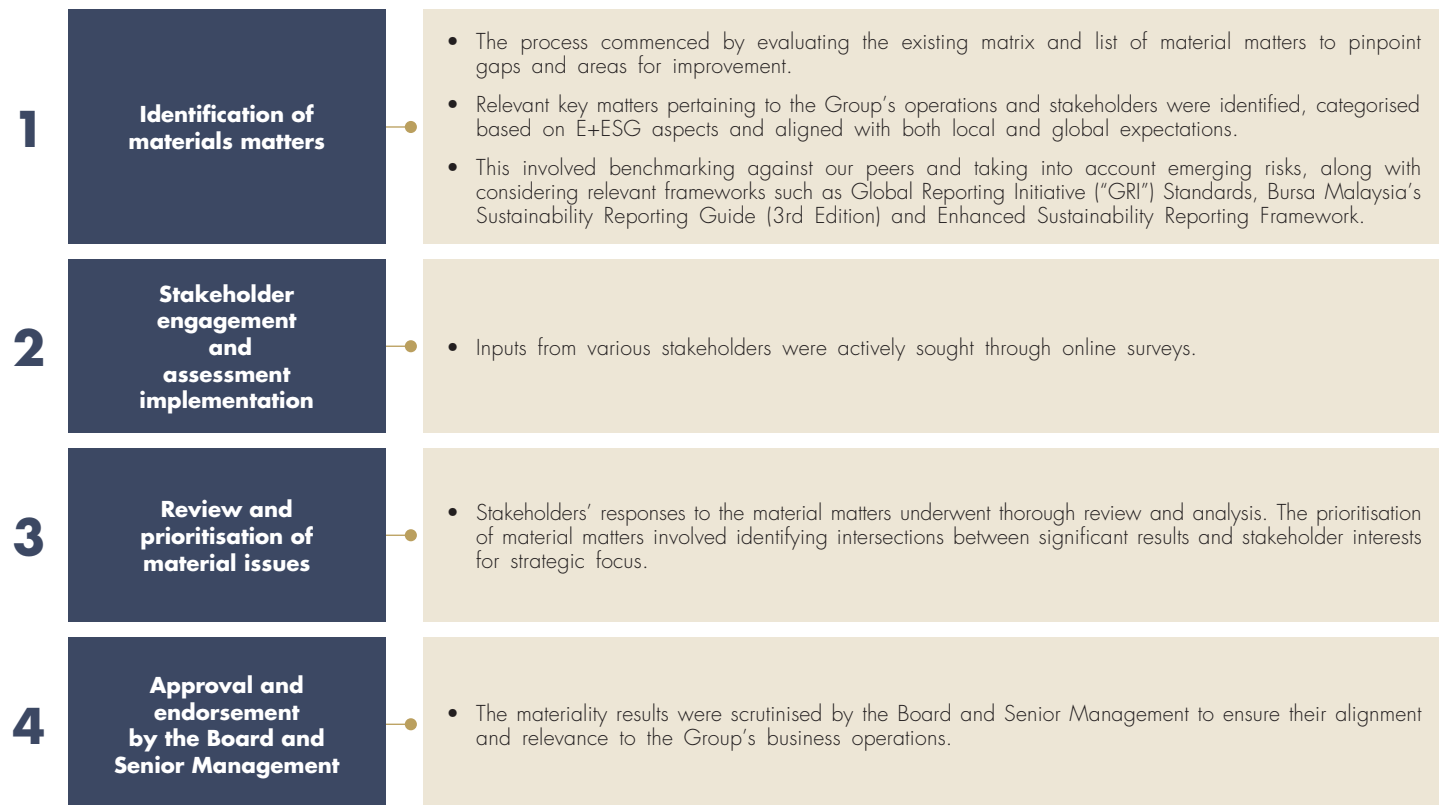 1
Identification of
materials matters
• The process commenced by evaluating the existing matrix and list of material matters to pinpoint
gaps and areas for improvement.
• Relevant key matters pertaining to the Group’s operations and stakeholders were identified, categorised
based on E+ESG aspects and aligned with both local and global expectations.
• This involved benchmarking against our peers and taking into account emerging risks, along with
considering relevant frameworks such as Global Reporting Initiative (“GRI”) Standards, Bursa Malaysia’s
Sustainability Reporting Guide (3rd Edition) and Enhanced Sustainability Reporting Framework.
2
Stakeholder
engagement
and
assessment
implementation
• Inputs from various stakeholders were actively sought through online surveys.
3
Review and
prioritisation of
material issues
• Stakeholders’ responses to the material matters underwent thorough review and analysis. The prioritisation
of material matters involved identifying intersections between significant results and stakeholder interests
for strategic focus.
4
Approval and
endorsement
by the Board and
Senior Management
• The materiality results were scrutinised by the Board and Senior Management to ensure their alignment
and relevance to the Group’s business operations.